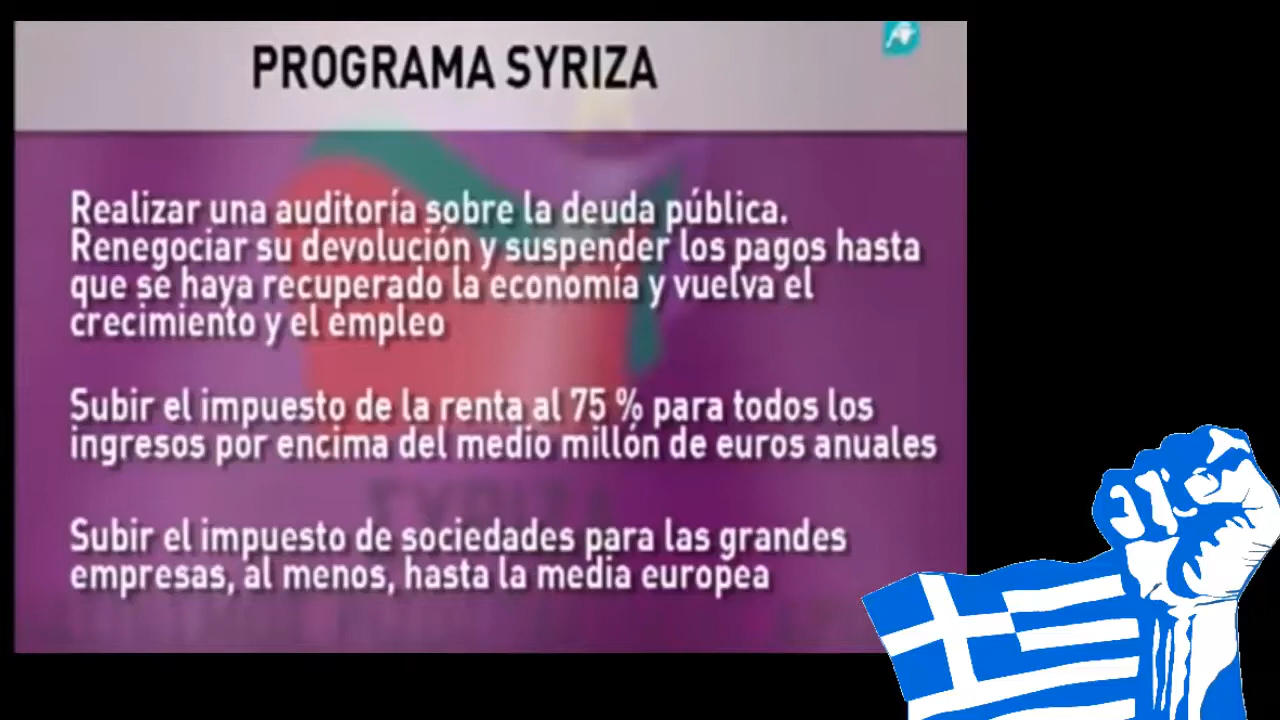 PROGRAMA SYRIZA
Realizar una auditoría sobre la deuda pública.
Renegociar su devolución y suspender los pagos hasta
que se haya recuperado la economía y vuelva el
crecimiento y el empleo
Subir el impuesto de la renta al 75 % para todos los
ingresos por encima del medio millón de euros anuales
SYRIZA
Subir el impuesto de sociedades para las grandes
empresas, al menos, hasta la media europea